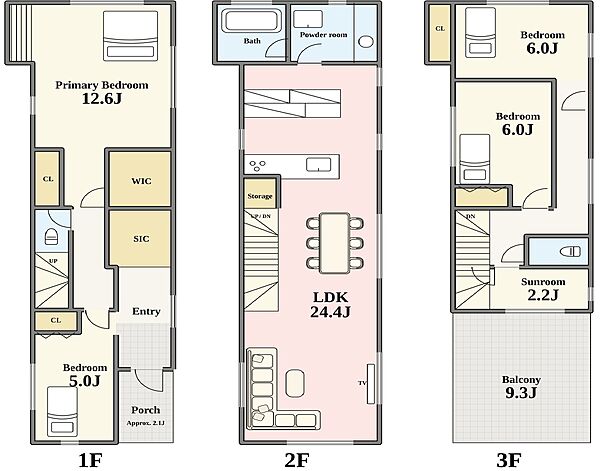 Primary Bedroom
12.6J
CL
WIC
SIC
UP
Entry
CL
Bedroom
5.0J
Porch
Approx. 2.1J
1F
Bath
Powder room
Storage
UP / DN
LDK
24.4J
TV
2F
CL
Bedroom
6.0J
Bedroom
6.0J
DN
Sunroom
2.2J
Balcony
9.3J
3F